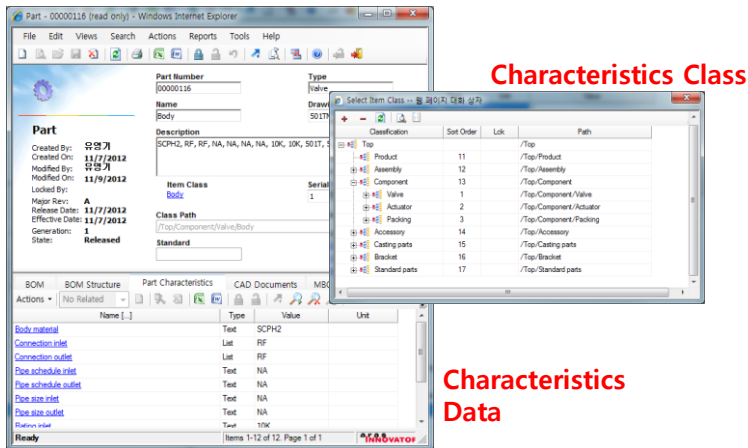 Part - 00000116 (read only) - Windows Internet Explorer
File Edit Views Search Actions Reports Tools Help
Part Number
00000116
Type
Valve
Name
Body
Description
SCPH2, RF, RF, NA, NA, NA, NA, 10K, 10K, 501T,
Part
Created By: 유영기
Created On: 11/7/2012
Modified By: 유영기
Modified On: 11/9/2012
Locked By:
Major Rev: A
Release Date: 11/7/2012
Effective Date: 11/7/2012
Generation: 1
State: Released
Item Class
Body
Serial
1
Class Path
/Top/Component/Valve/Body
Standard
Characteristics Class
Select Item Class -- 웹 페이지 대화 상자
Classification Sort Order Lck Path
Top /Top
Product 11 /Top/Product
Assembly 12 /Top/Assembly
Component 13 /Top/Component
Valve 1 /Top/Component/Valve
Actuator 2 /Top/Component/Actuator
Packing 3 /Top/Component/Packing
Accessory 14 /Top/Accessory
Casting parts 15 /Top/Casting parts
Bracket 16 /Top/Bracket
Standard parts 17 /Top/Standard parts
BOM BOM Structure Part Characteristics CAD Documents
Actions No Related
Name [...] Type Value Unit
Body material Text SCPH2
Connection inlet List RF
Connection outlet List RF
Pipe schedule inlet Text NA
Pipe schedule outlet Text NA
Pipe size inlet Text NA
Pipe size outlet Text NA
Rating inlet Text 10K
Ready Items 1-12 of 12. Page 1 of 1
aras INNOVATOR
Characteristics
Data